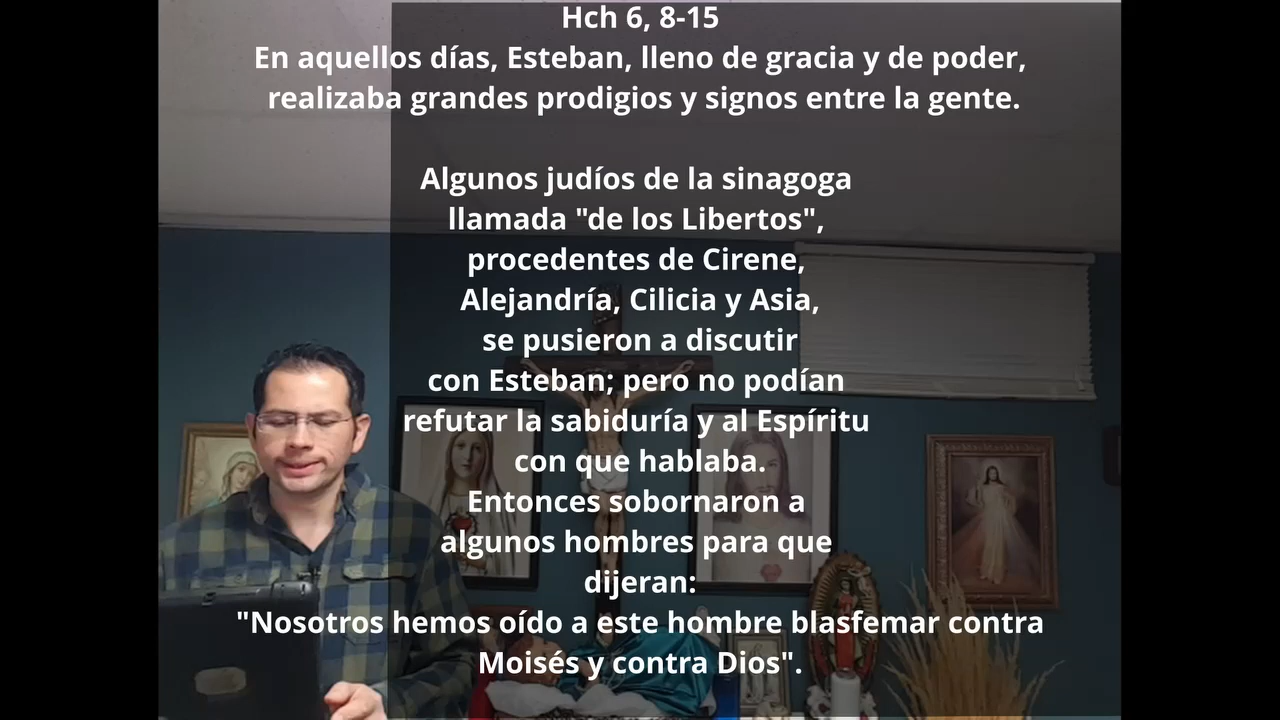 Hch 6, 8-15
En aquellos días, Esteban, lleno de gracia y de poder,
realizaba grandes prodigios y signos entre la gente.
Algunos judíos de la sinagoga
llamada "de los Libertos",
procedentes de Cirene,
Alejandría, Cilicia y Asia,
se pusieron a discutir
con Esteban; pero no podían
refutar la sabiduría y al Espíritu
con que hablaba.
Entonces sobornaron a
algunos hombres para que
dijeran:
"Nosotros hemos oído a este hombre blasfemar contra
Moisés y contra Dios".